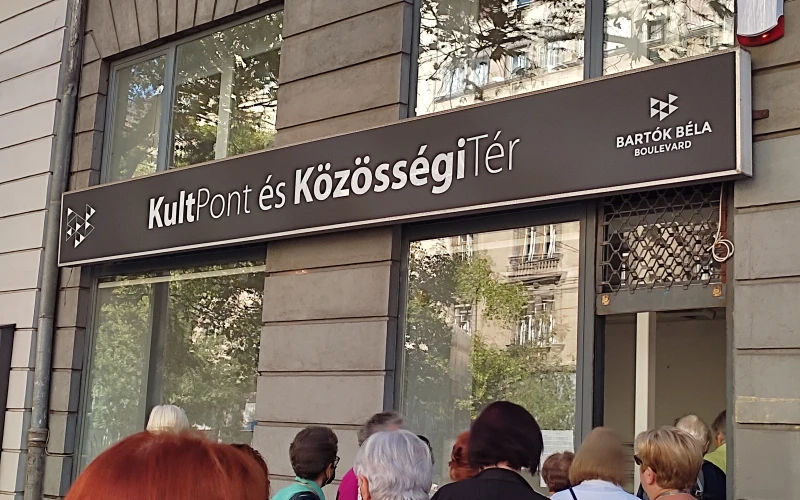 KultPont és KözösségiTér
BARTÓK BÉLA
BOULEVARD